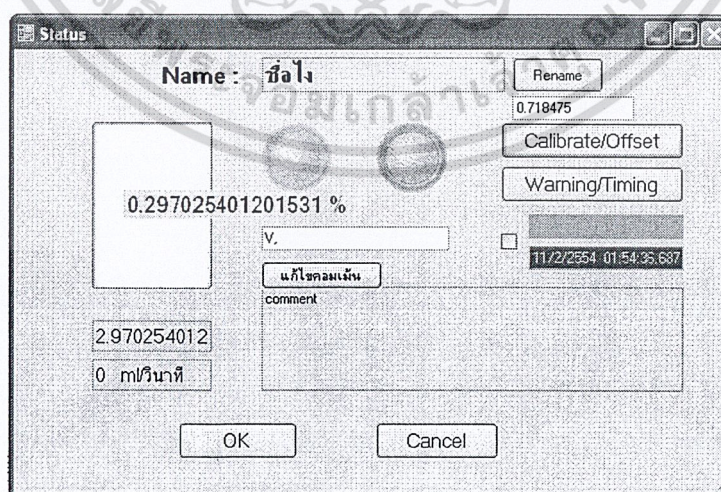 Status
Name : ชื่อไง
Rename
0.718475
Calibrate/Offset
Warning/Timing
0.297025401201531 %
V,
11/2/2554 01:54:36.687
แก้ไขคอมเม้น
comment
2.970254012
0 ml/วินาที
OK
Cancel